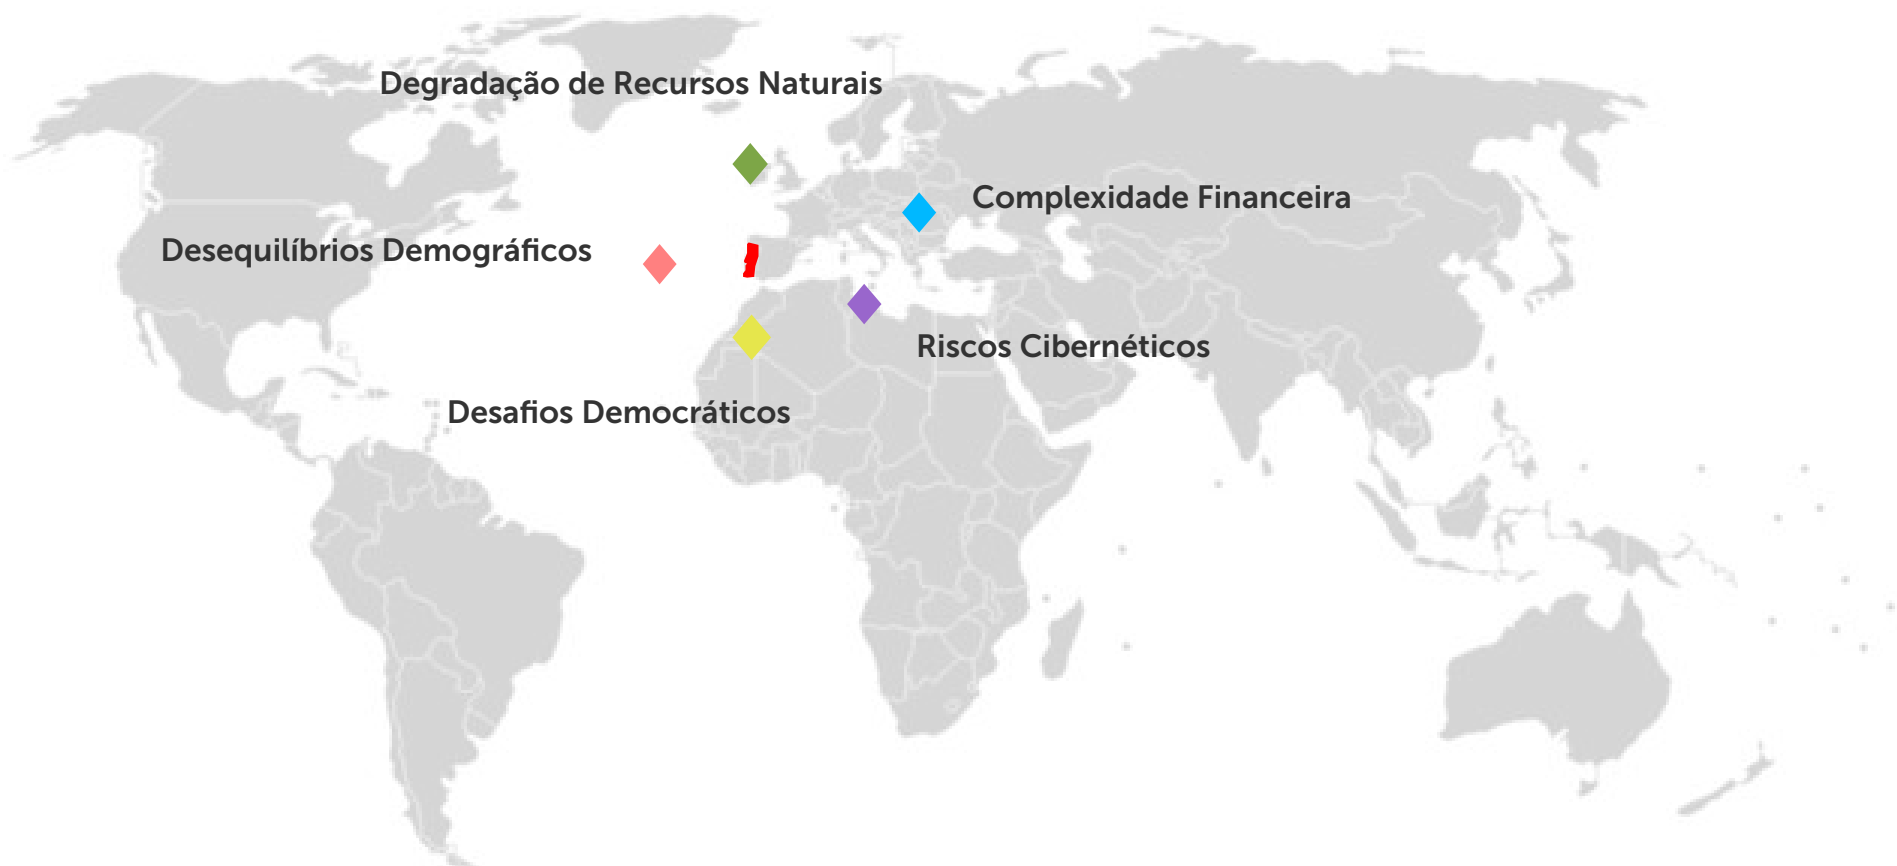 Degradação de Recursos Naturais
Complexidade Financeira
Desequilíbrios Demográficos
Riscos Cibernéticos
Desafios Democráticos